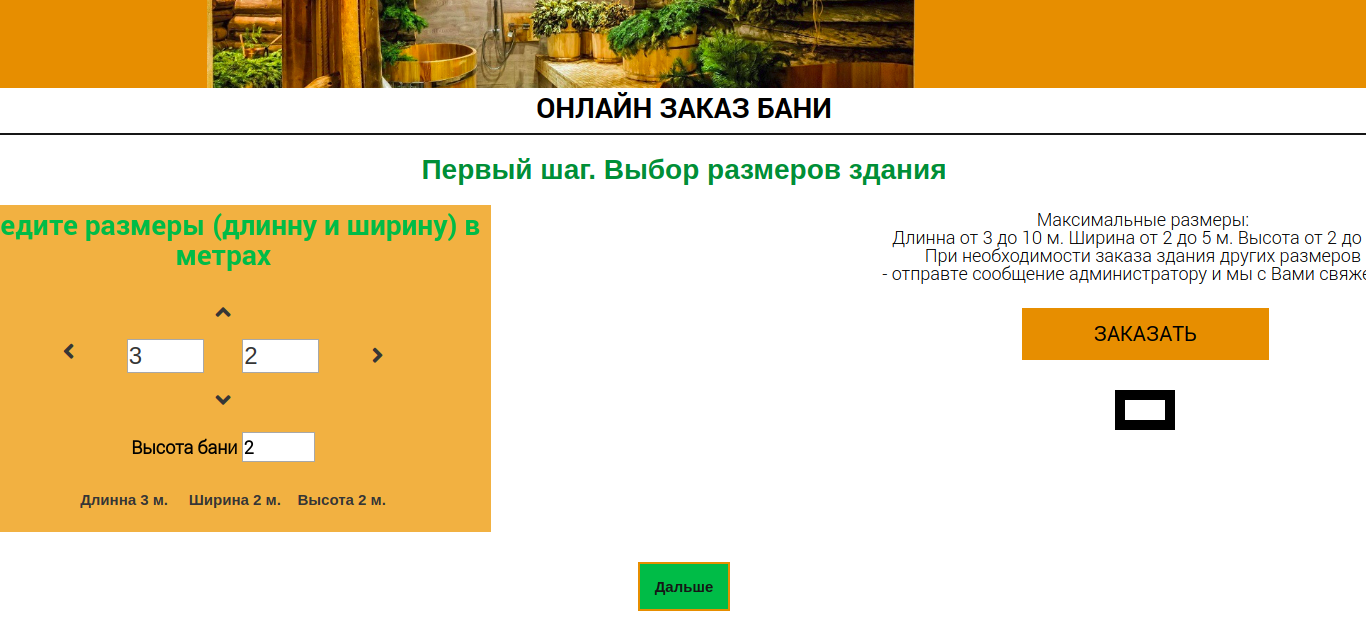 ОНЛАЙН ЗАКАЗ БАНИ
Первый шаг. Выбор размеров здания
едите размеры (длинну и ширину) в
метрах
3 2
Высота бани 2
Длинна 3 м. Ширина 2 м. Высота 2 м.
Максимальные размеры:
Длинна от 3 до 10 м. Ширина от 2 до 5 м. Высота от 2 до
При необходимости заказа здания других размеров
- отправте сообщение администратору и мы с Вами свяже
ЗАКАЗАТЬ
Дальше